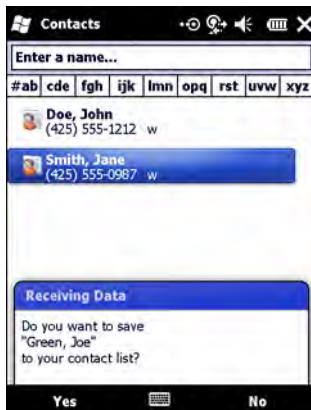 Contacts
Enter a name...
#ab cde fgh ijk lmn opq rst uvw xyz
Doe, John
(425) 555-1212 w
Smith, Jane
(425) 555-0987 w
Receiving Data
Do you want to save
"Green, Joe"
to your contact list?
Yes No